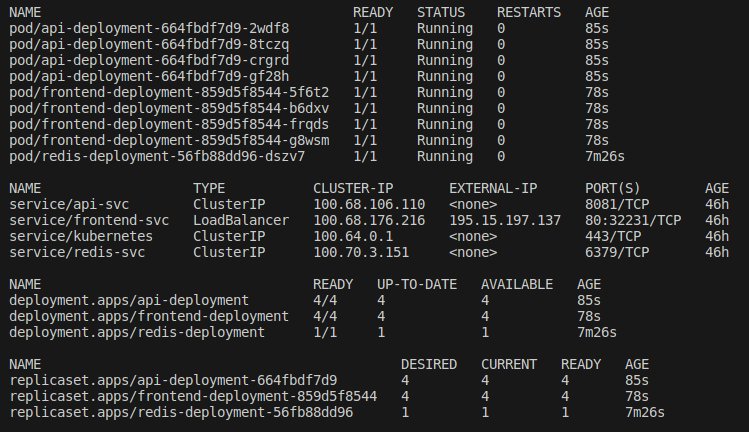 NAME READY STATUS RESTARTS AGE
pod/api-deployment-664fbdf7d9-2wdf8 1/1 Running 0 85s
pod/api-deployment-664fbdf7d9-8tczq 1/1 Running 0 85s
pod/api-deployment-664fbdf7d9-crgrd 1/1 Running 0 85s
pod/api-deployment-664fbdf7d9-gf28h 1/1 Running 0 85s
pod/frontend-deployment-859d5f8544-5f6t2 1/1 Running 0 78s
pod/frontend-deployment-859d5f8544-b6dxv 1/1 Running 0 78s
pod/frontend-deployment-859d5f8544-frqds 1/1 Running 0 78s
pod/frontend-deployment-859d5f8544-g8wsm 1/1 Running 0 78s
pod/redis-deployment-56fb88dd96-dszv7 1/1 Running 0 7m26s
NAME TYPE CLUSTER-IP EXTERNAL-IP PORT(S) AGE
service/api-svc ClusterIP 100.68.106.110 <none> 8081/TCP 46h
service/frontend-svc LoadBalancer 100.68.176.216 195.15.197.137 80:32231/TCP 46h
service/kubernetes ClusterIP 100.64.0.1 <none> 443/TCP 46h
service/redis-svc ClusterIP 100.70.3.151 <none> 6379/TCP 46h
NAME READY UP-TO-DATE AVAILABLE AGE
deployment.apps/api-deployment 4/4 4 4 85s
deployment.apps/frontend-deployment 4/4 4 4 78s
deployment.apps/redis-deployment 1/1 1 1 7m26s
NAME DESIRED CURRENT READY AGE
replicaset.apps/api-deployment-664fbdf7d9 4 4 4 85s
replicaset.apps/frontend-deployment-859d5f8544 4 4 4 78s
replicaset.apps/redis-deployment-56fb88dd96 1 1 1 7m26s